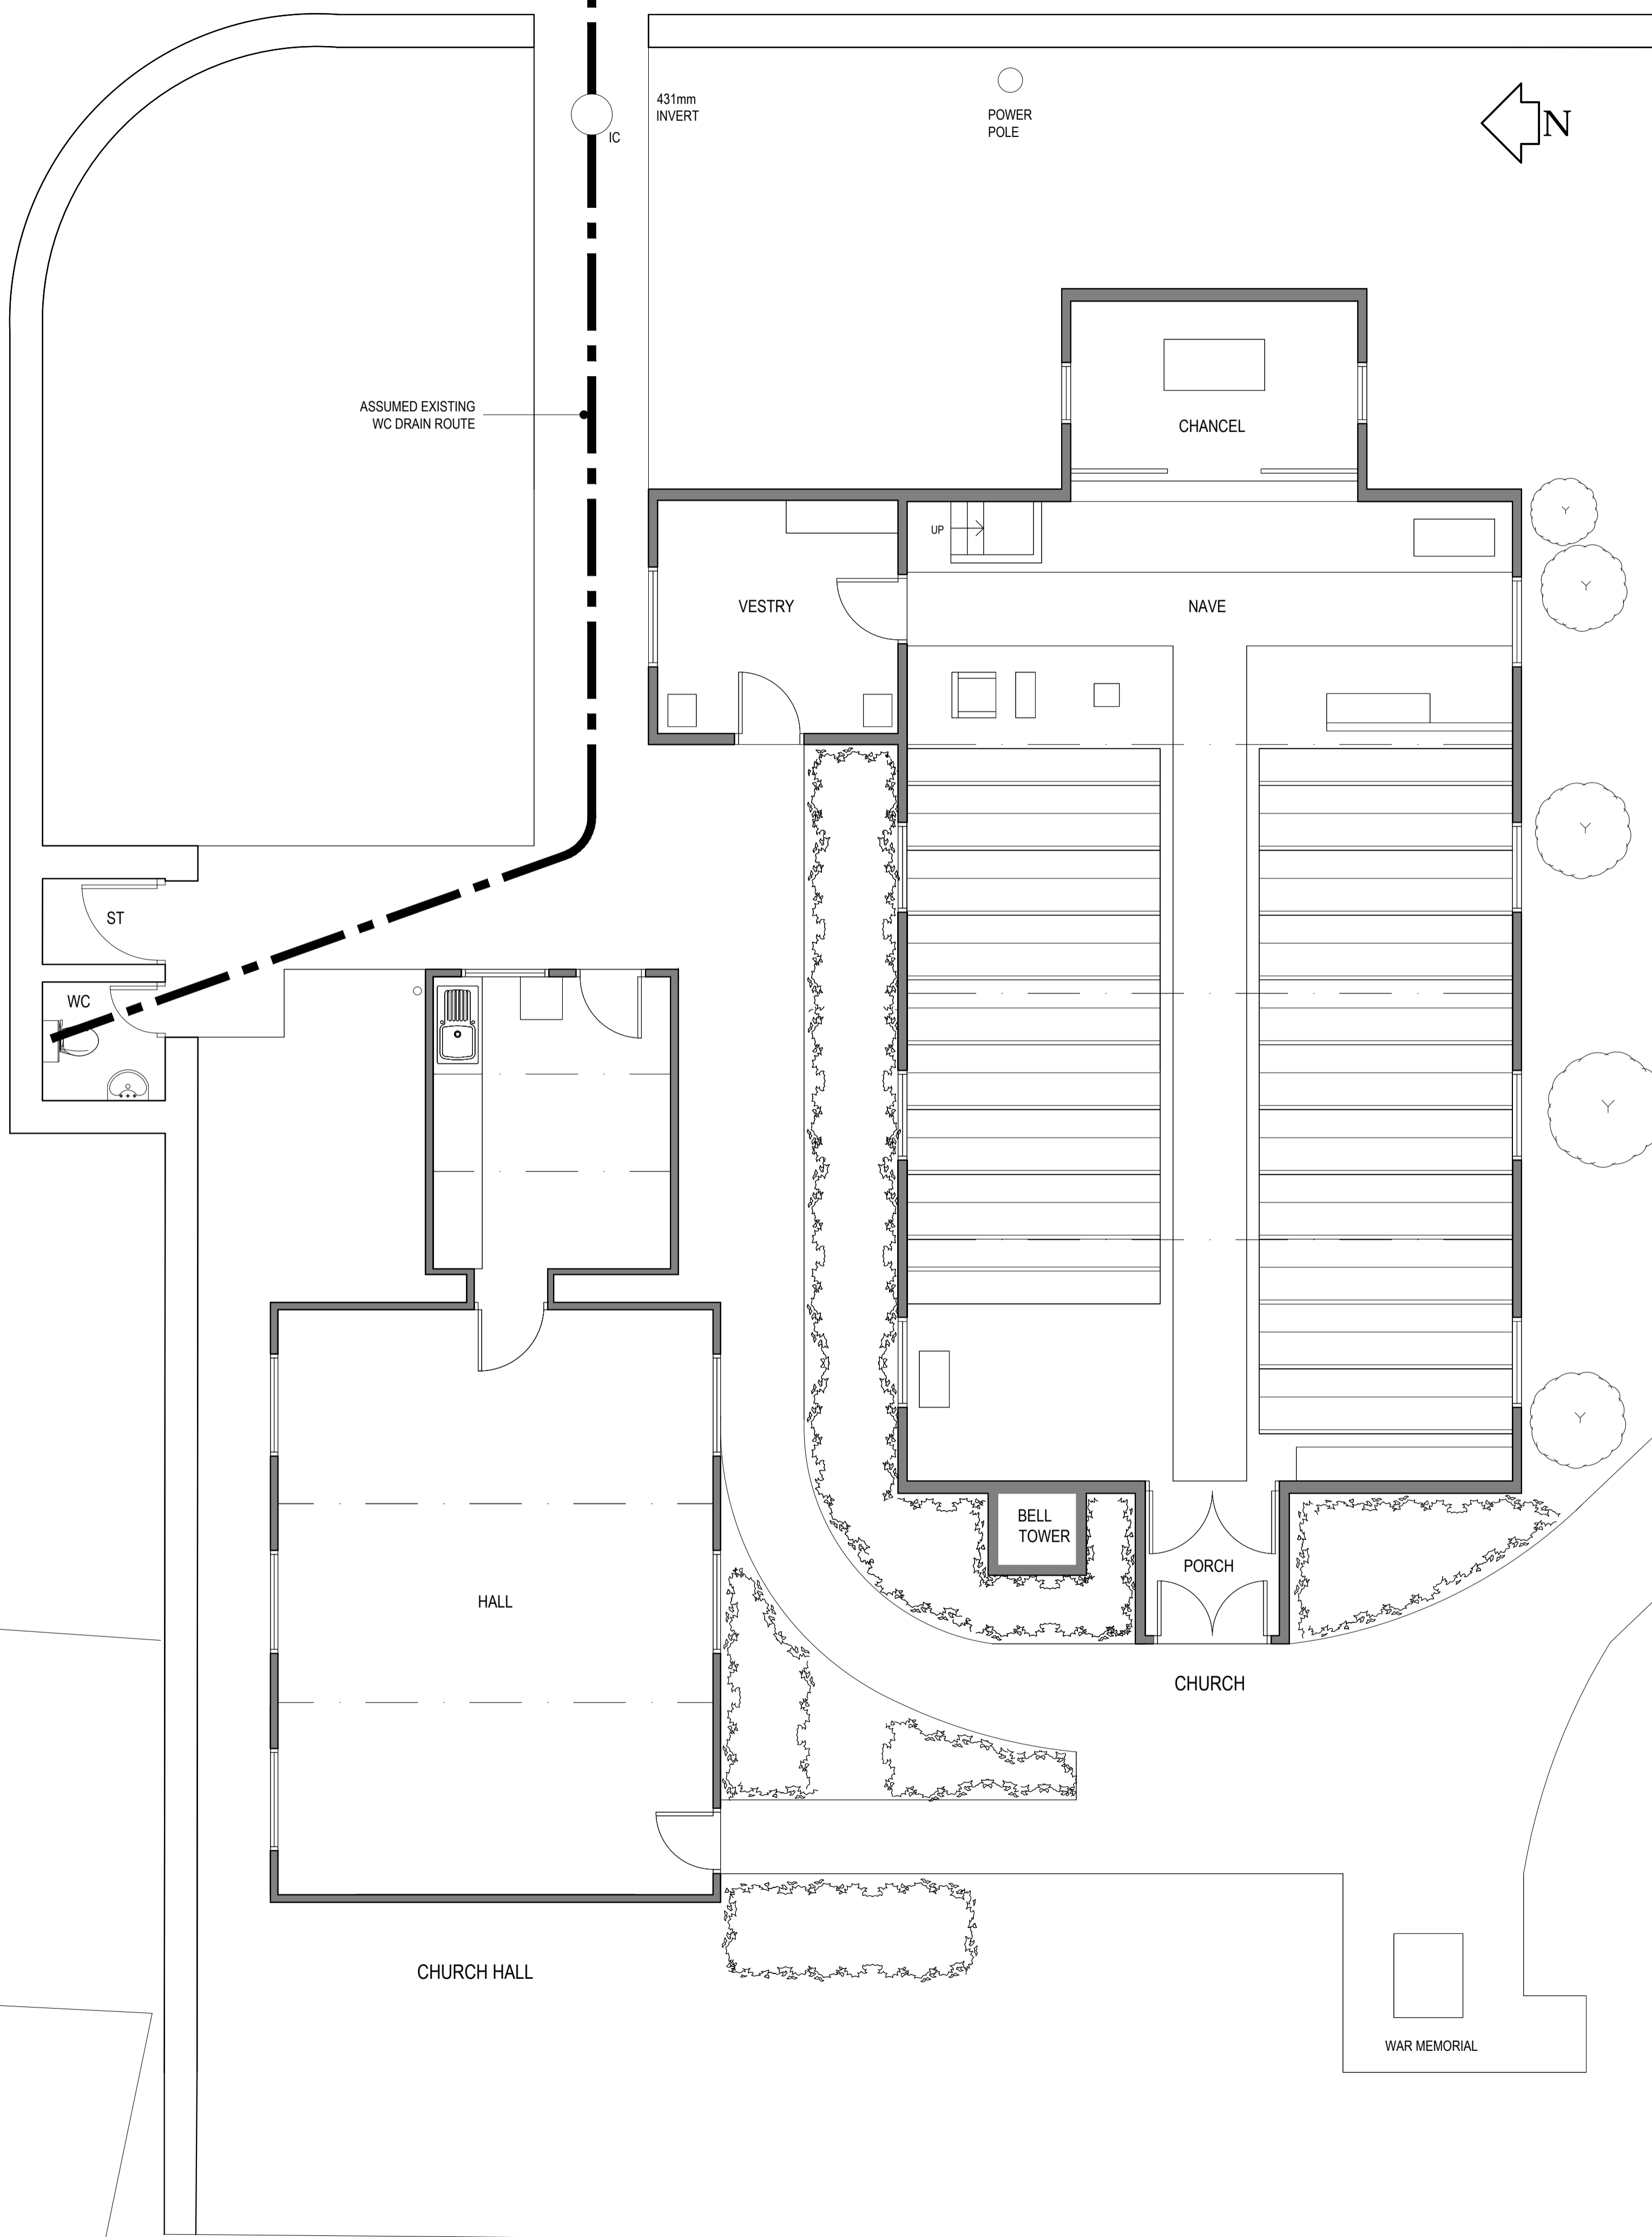 431mm
INVERT
IC
POWER
POLE
N
ASSUMED EXISTING
WC DRAIN ROUTE
CHANCEL
UP
VESTRY
NAVE
ST
WC
BELL
TOWER
PORCH
HALL
CHURCH
CHURCH HALL
WAR MEMORIAL